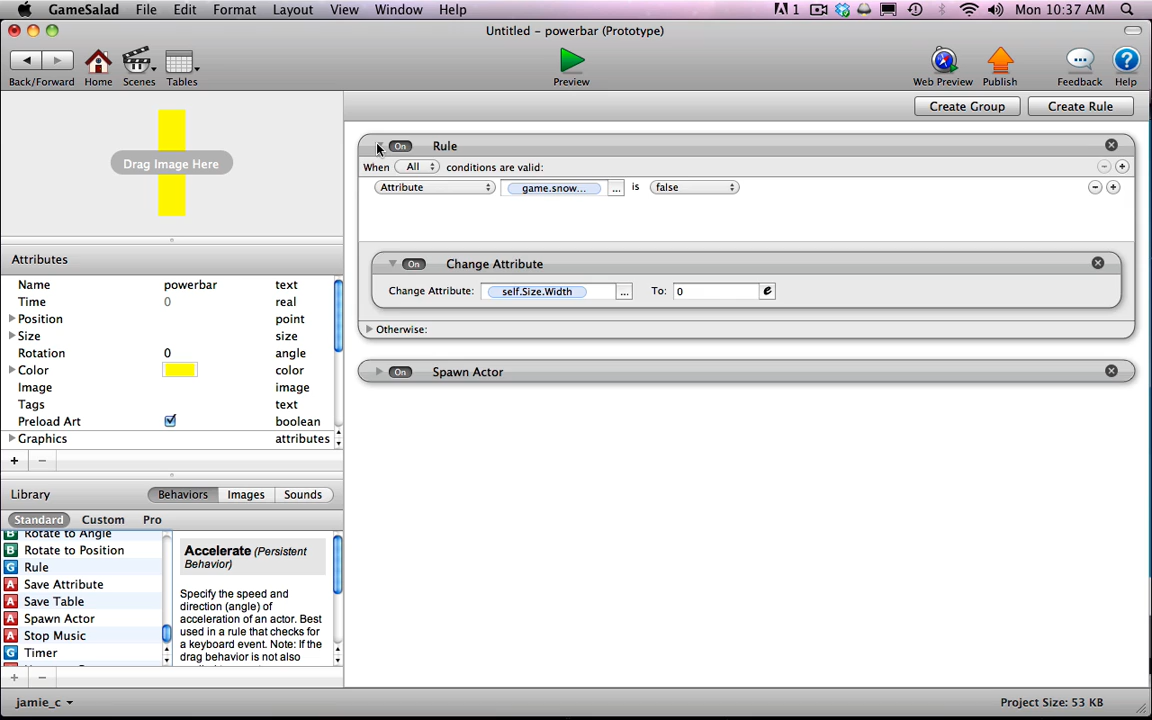 GameSalad File Edit Format Layout View Window Help 1 Mon 10:37 AM
Untitled – powerbar (Prototype)
Back/Forward Home Scenes Tables Preview Web Preview Publish Feedback Help
Create Group Create Rule
Drag Image Here
On Rule
When All conditions are valid:
Attribute game.snow... ... is false
On Change Attribute
Change Attribute: self.Size.Width ... To: 0 e
Otherwise:
On Spawn Actor
Attributes
Name powerbar text
Time 0 real
Position point
Size size
Rotation 0 angle
Color color
Image image
Tags text
Preload Art boolean
Graphics attributes
Library Behaviors Images Sounds
Standard Custom Pro
B Rotate to Angle
B Rotate to Position
G Rule
A Save Attribute
A Save Table
A Spawn Actor
A Stop Music
G Timer
Accelerate (Persistent
Behavior)
Specify the speed and
direction (angle) of
acceleration of an actor. Best
used in a rule that checks for
a keyboard event. Note: If the
drag behavior is not also
jamie_c Project Size: 53 KB